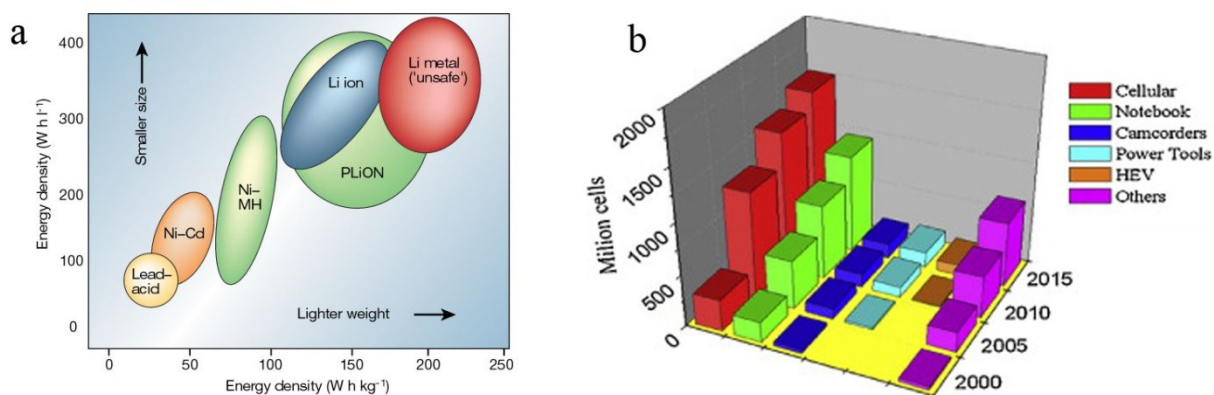 a
400
300
200
100
0
Energy density (W h l⁻¹)
Smaller size
Lead–
acid
Ni–Cd
Ni–
MH
Li ion
PLiON
Li metal
('unsafe')
Lighter weight
0
50
100
150
200
250
Energy density (W h kg⁻¹)
b
2000
1500
1000
500
0
Milion cells
Cellular
Notebook
Camcorders
Power Tools
HEV
Others
2015
2010
2005
2000